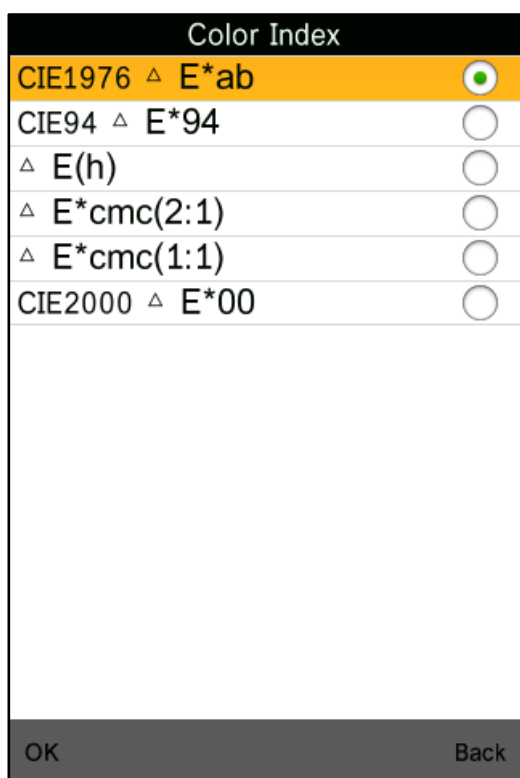 Color Index
CIE1976 △ E*ab
CIE94 △ E*94
△ E(h)
△ E*cmc(2:1)
△ E*cmc(1:1)
CIE2000 △ E*00
OK Back